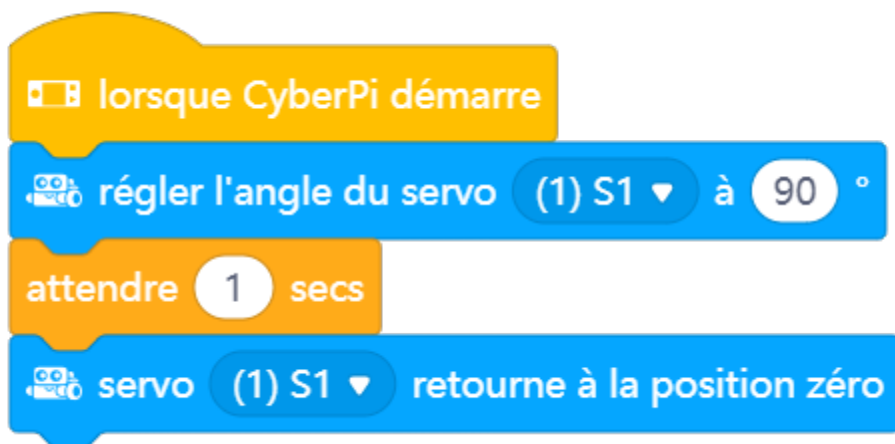 lorsque CyberPi démarre
régler l'angle du servo (1) S1 à 90 °
attendre 1 secs
servo (1) S1 retourne à la position zéro